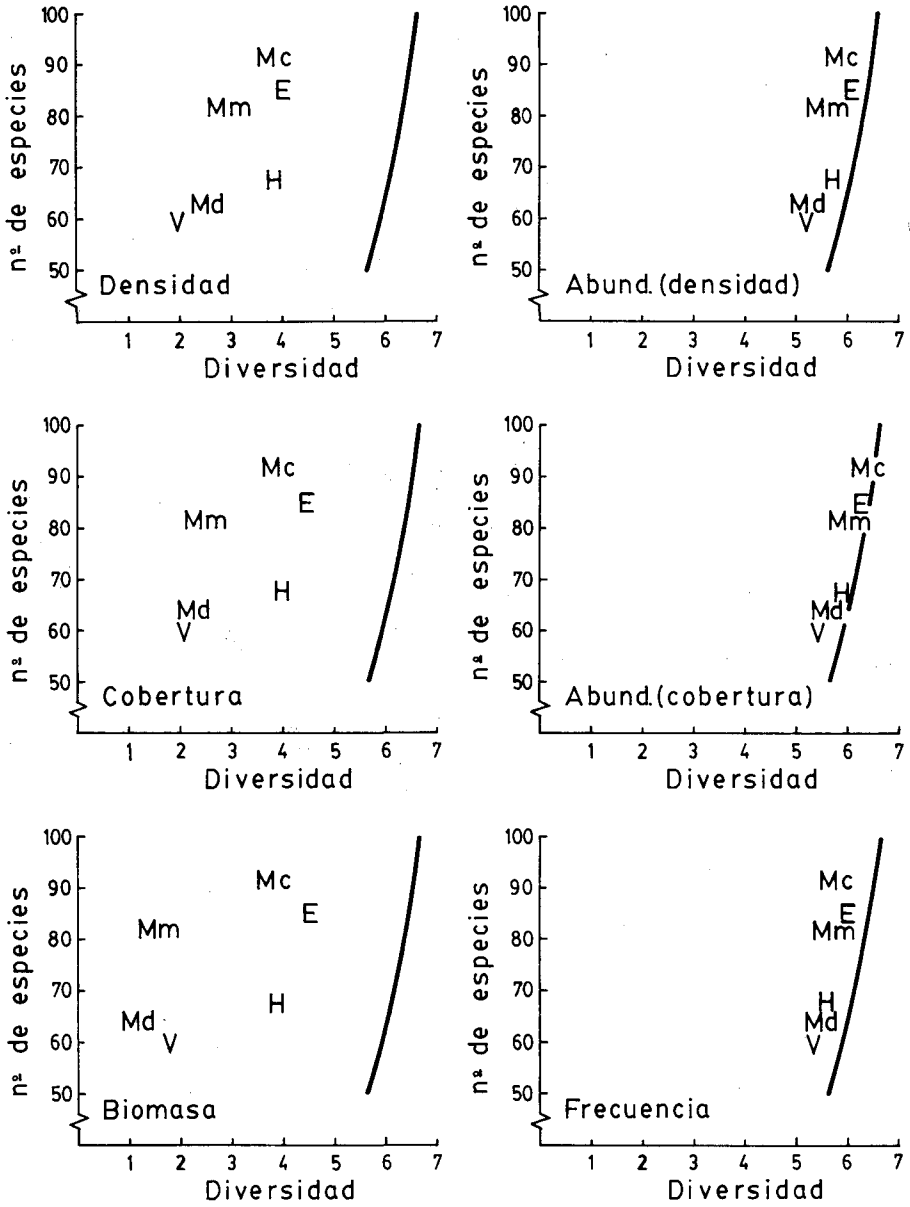 nº de especies
100
90
80
70
60
50
Mc
E
Mm
H
Md
V
Densidad
1 2 3 4 5 6 7
Diversidad
nº de especies
100
90
80
70
60
50
Mc
E
Mm
H
Md
V
Abund.(densidad)
1 2 3 4 5 6 7
Diversidad
nº de especies
100
90
80
70
60
50
Mc
E
Mm
H
Md
V
Cobertura
1 2 3 4 5 6 7
Diversidad
nº de especies
100
90
80
70
60
50
Mc
E
Mm
H
Md
V
Abund.(cobertura)
1 2 3 4 5 6 7
Diversidad
nº de especies
100
90
80
70
60
50
Mc
E
Mm
H
Md
V
Biomasa
1 2 3 4 5 6 7
Diversidad
nº de especies
100
90
80
70
60
50
Mc
E
Mm
H
Md
V
Frecuencia
1 2 3 4 5 6 7
Diversidad